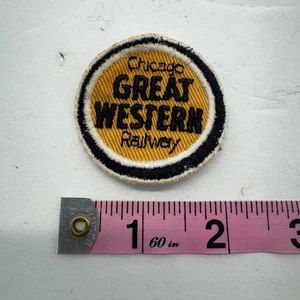 Chicago
GREAT
WESTERN
Railway
1 60 in 2 3